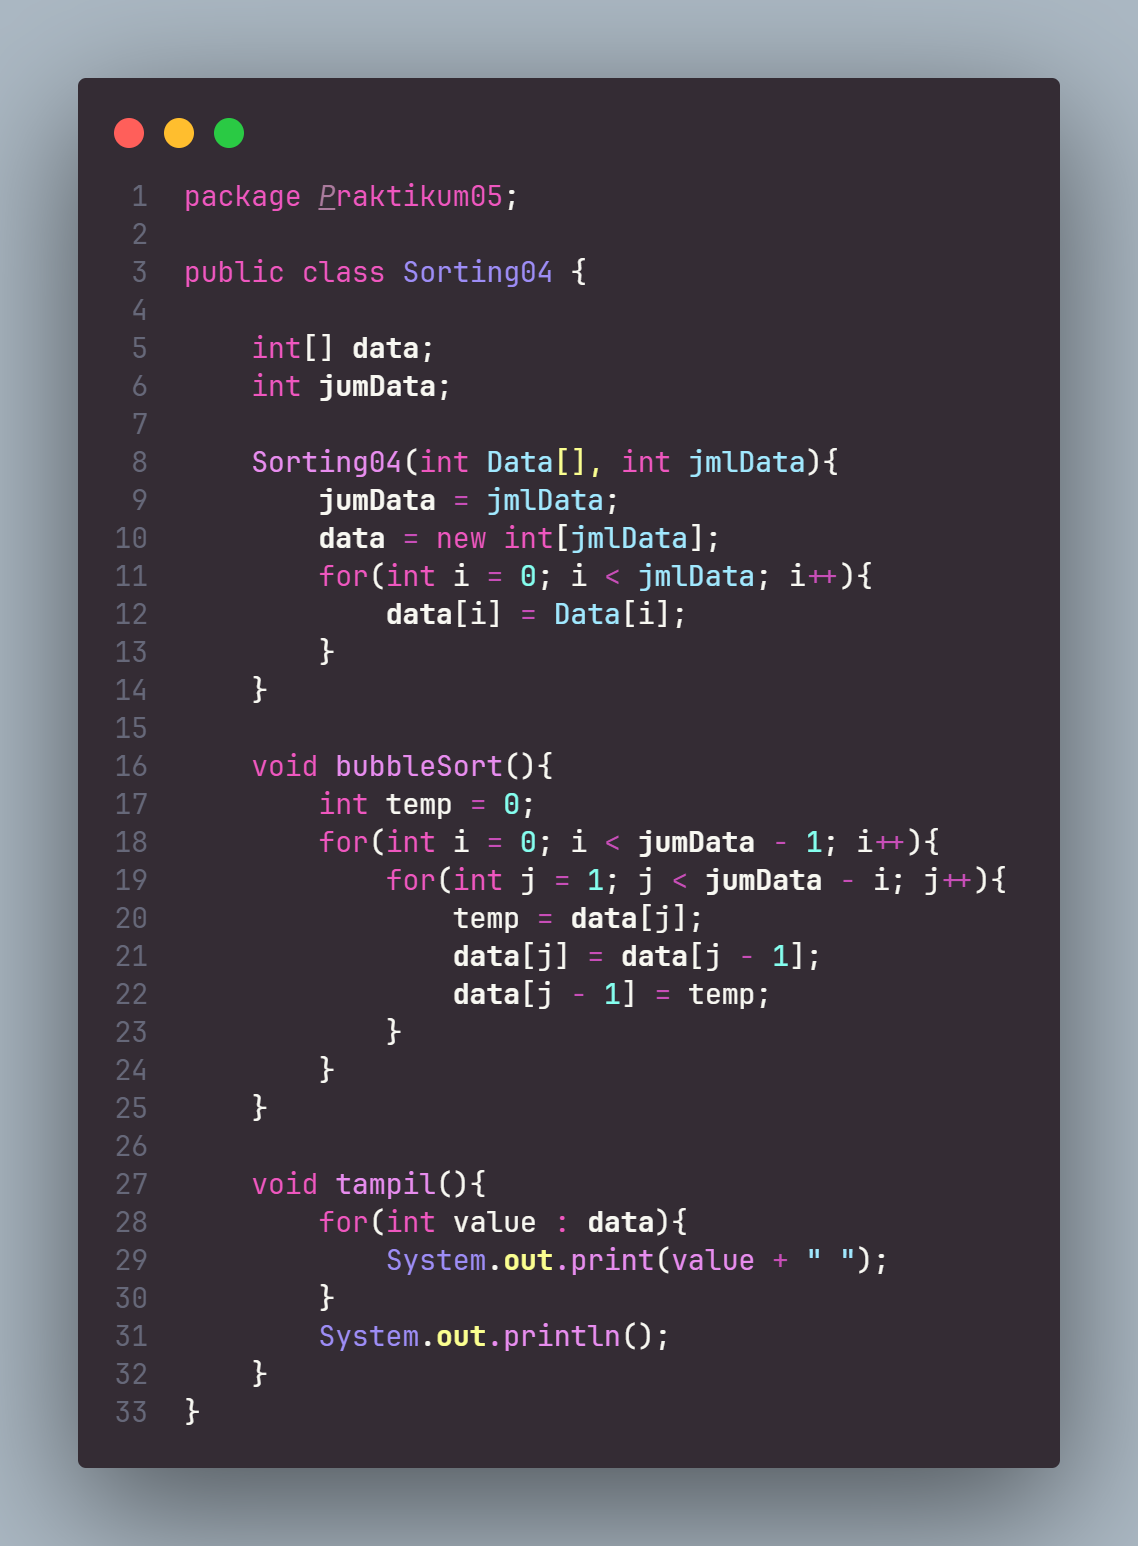 1 package Praktikum05;
2
3 public class Sorting04 {
4
5     int[] data;
6     int jumData;
7
8     Sorting04(int Data[], int jmlData){
9         jumData = jmlData;
10         data = new int[jmlData];
11         for(int i = 0; i < jmlData; i++){
12             data[i] = Data[i];
13         }
14     }
15
16     void bubbleSort(){
17         int temp = 0;
18         for(int i = 0; i < jumData - 1; i++){
19             for(int j = 1; j < jumData - i; j++){
20                 temp = data[j];
21                 data[j] = data[j - 1];
22                 data[j - 1] = temp;
23             }
24         }
25     }
26
27     void tampil(){
28         for(int value : data){
29             System.out.print(value + " ");
30         }
31         System.out.println();
32     }
33 }